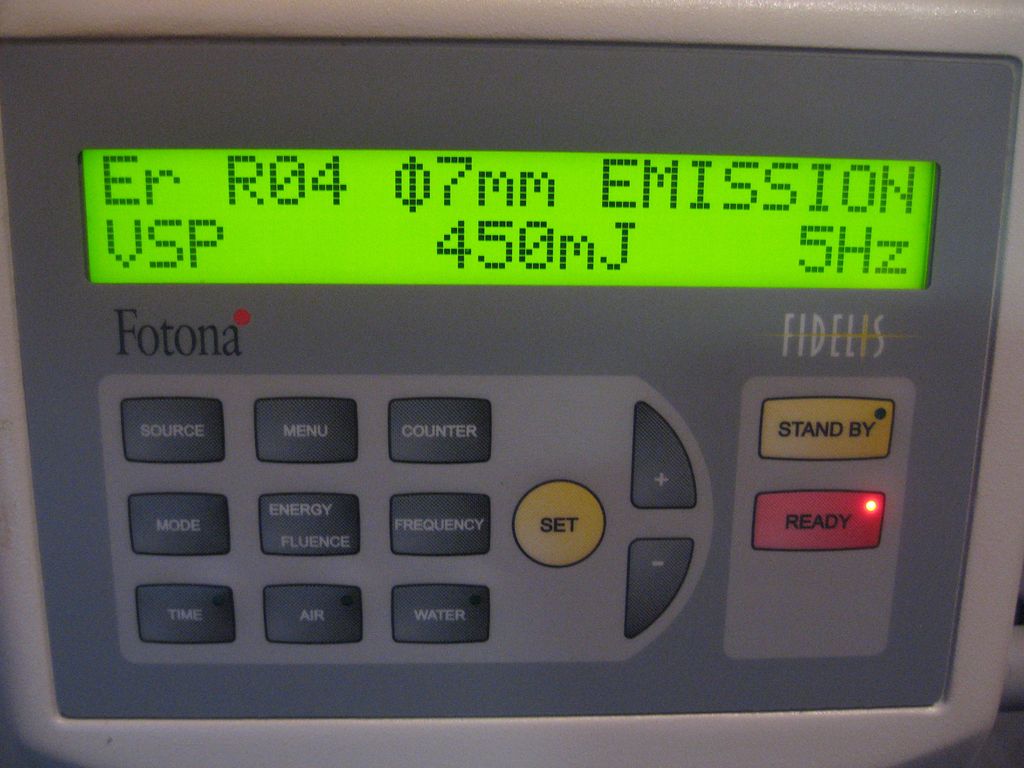 Er R04 ф7mm EMISSION
VSP 450mJ 5Hz
Fotona FIDELIS
SOURCE MENU COUNTER STAND BY
MODE ENERGY FLUENCE FREQUENCY SET + READY
-
TIME AIR WATER